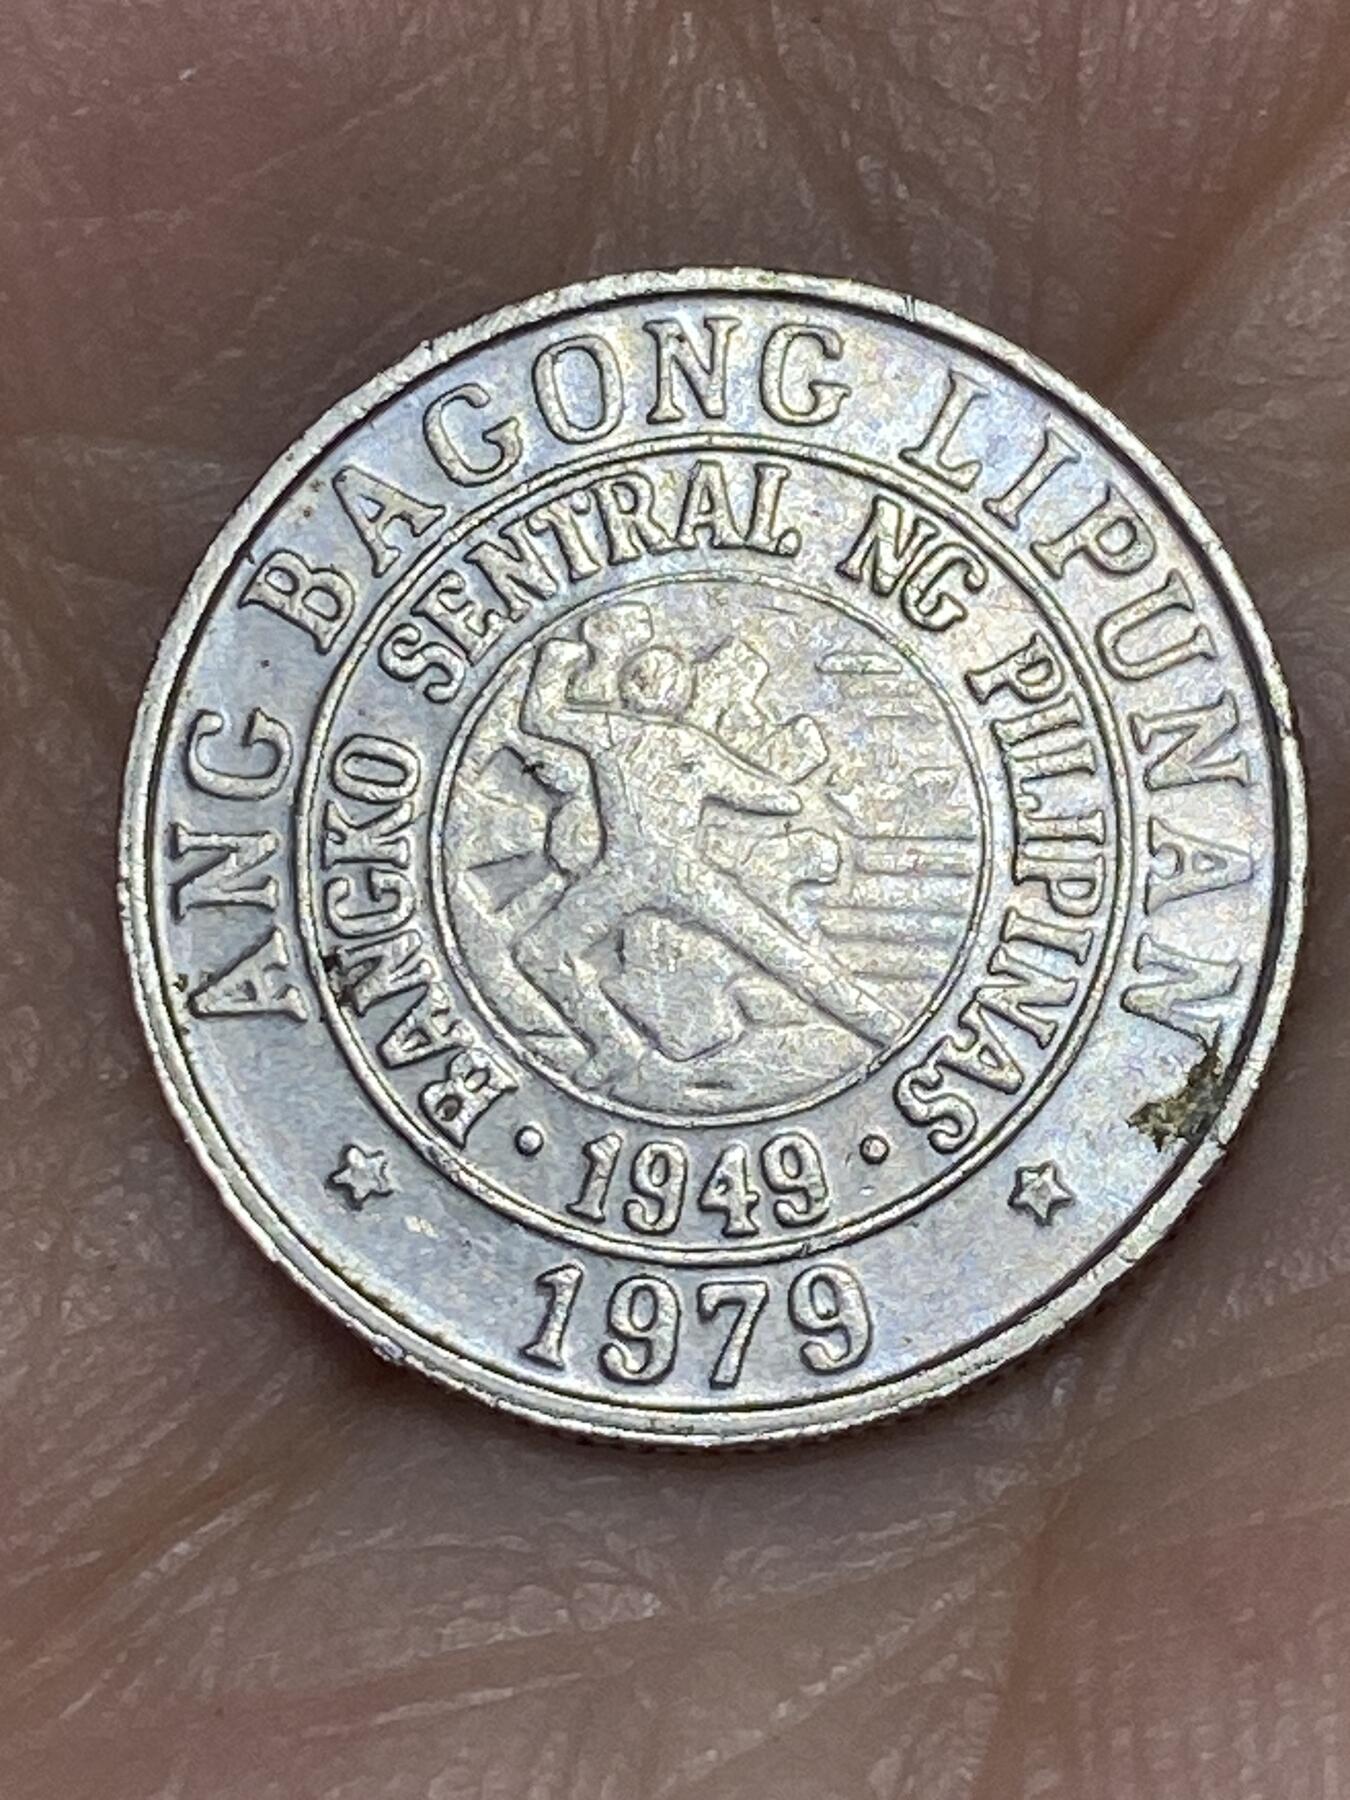 ANG BAGONG LIPUNAN
BANGKO SENTRAL NG PILIPINAS
· 1949 ·
1979